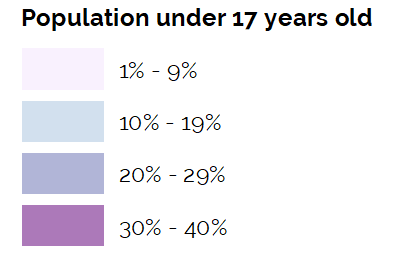 Population under 17 years old
1% - 9%
10% - 19%
20% - 29%
30% - 40%